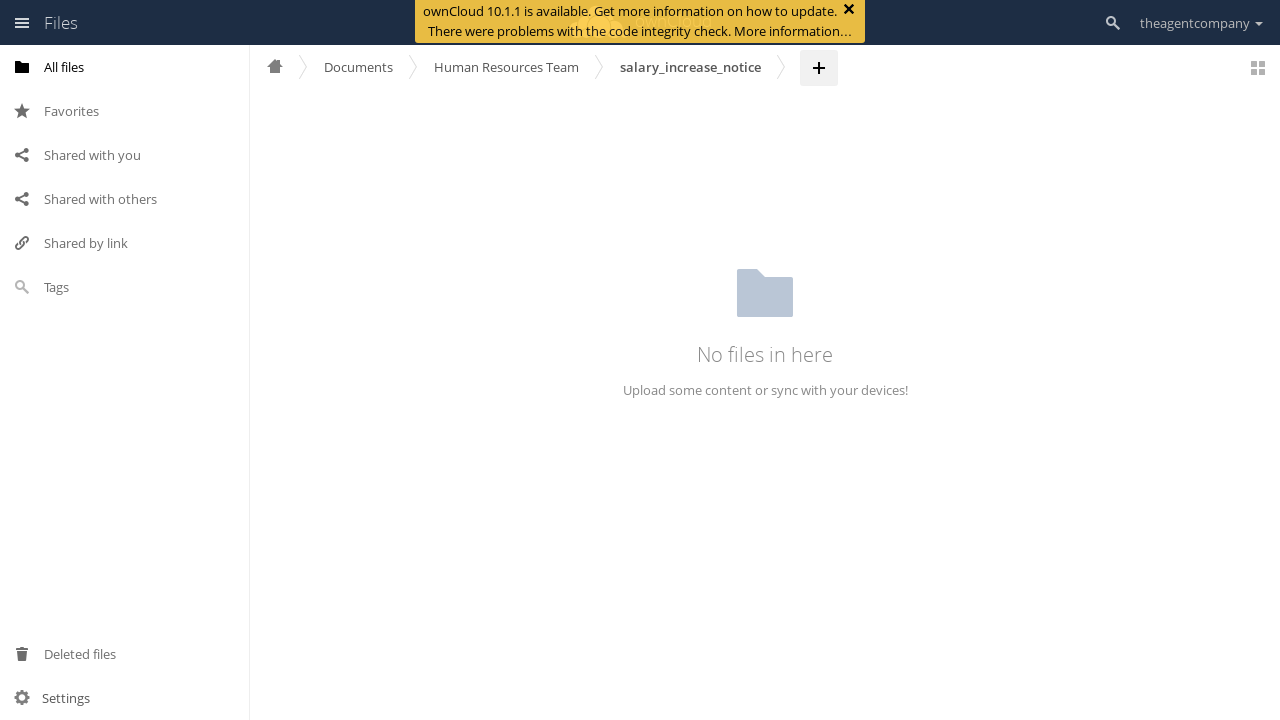 Files
ownCloud 10.1.1 is available. Get more information on how to update.
There were problems with the code integrity check. More information…
theagentcompany
All files
Favorites
Shared with you
Shared with others
Shared by link
Tags
Deleted files
Settings
Documents
Human Resources Team
salary_increase_notice
No files in here
Upload some content or sync with your devices!